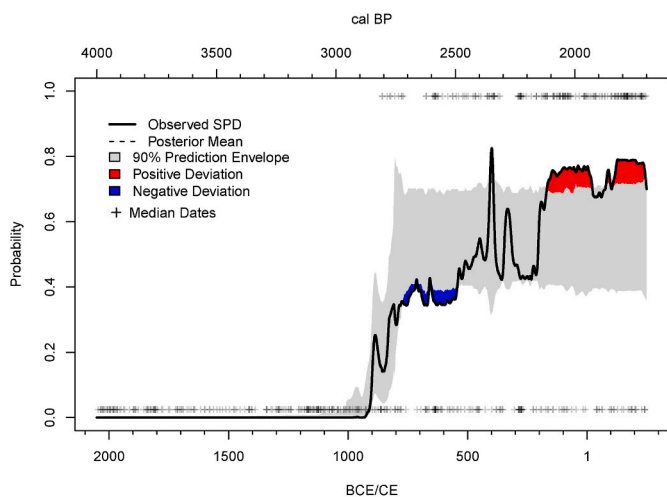 cal BP
4000 3500 3000 2500 2000
1.0
0.8
0.6
0.4
0.2
0.0
Probability
Observed SPD
Posterior Mean
90% Prediction Envelope
Positive Deviation
Negative Deviation
Median Dates
2000 1500 1000 500 1
BCE/CE